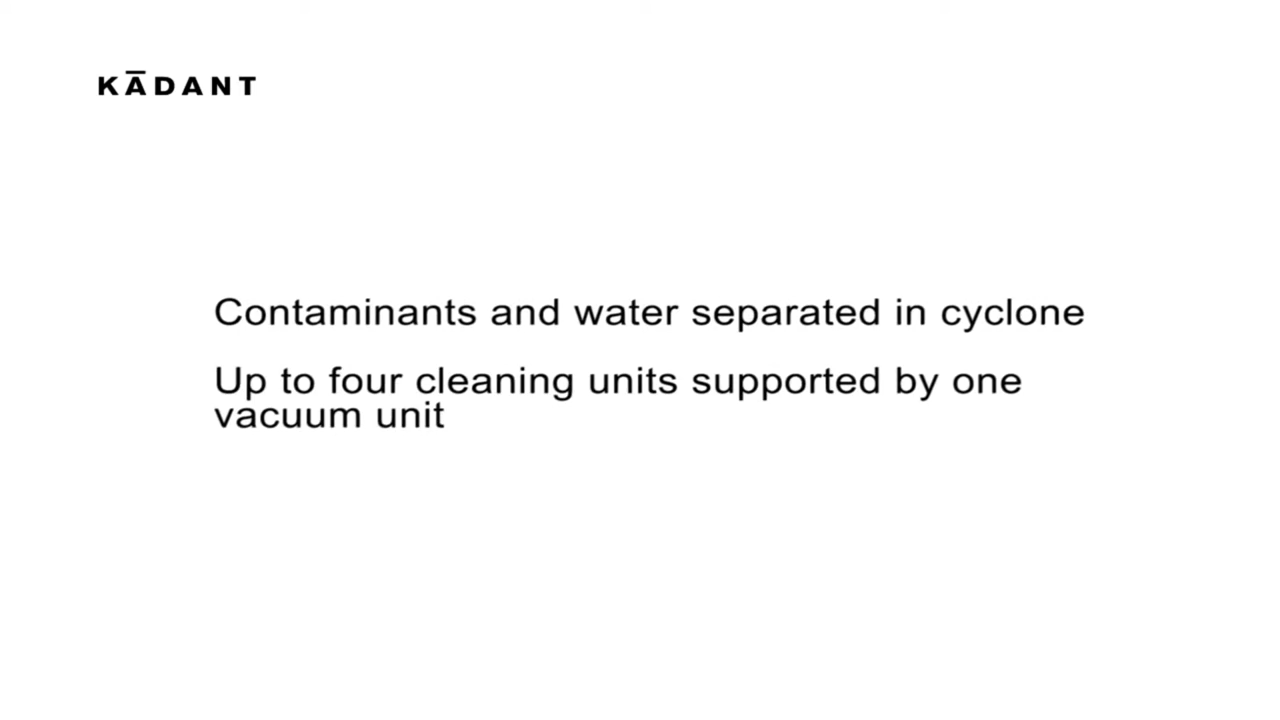 KĀDANT
Contaminants and water separated in cyclone
Up to four cleaning units supported by one
vacuum unit